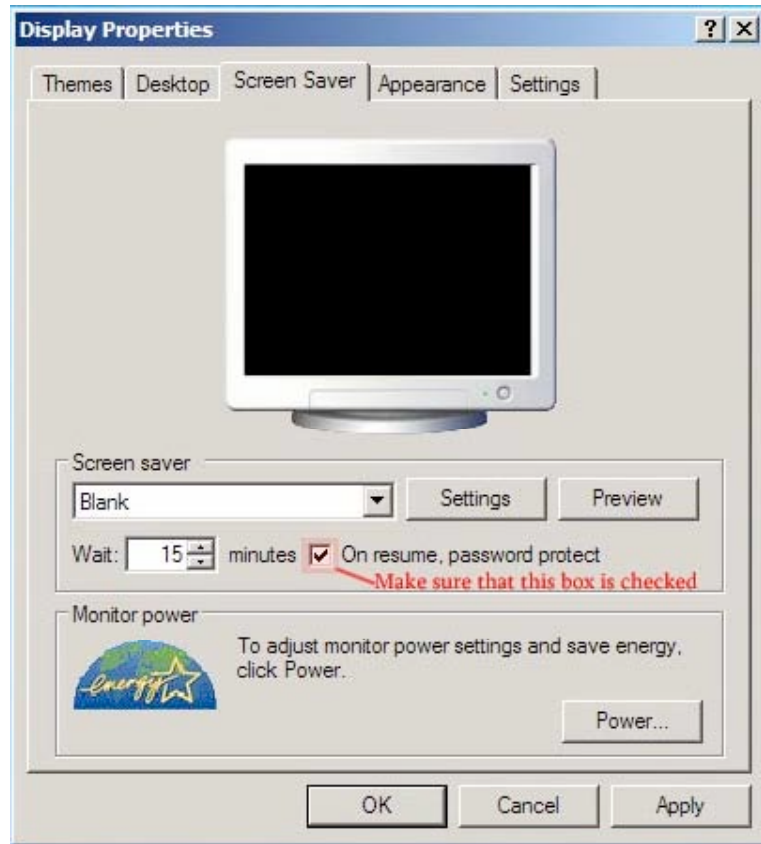 Display Properties
Themes Desktop Screen Saver Appearance Settings
Screen saver
Blank Settings Preview
Wait: 15 minutes On resume, password protect
Make sure that this box is checked
Monitor power
To adjust monitor power settings and save energy,
click Power.
energy
Power...
OK Cancel Apply